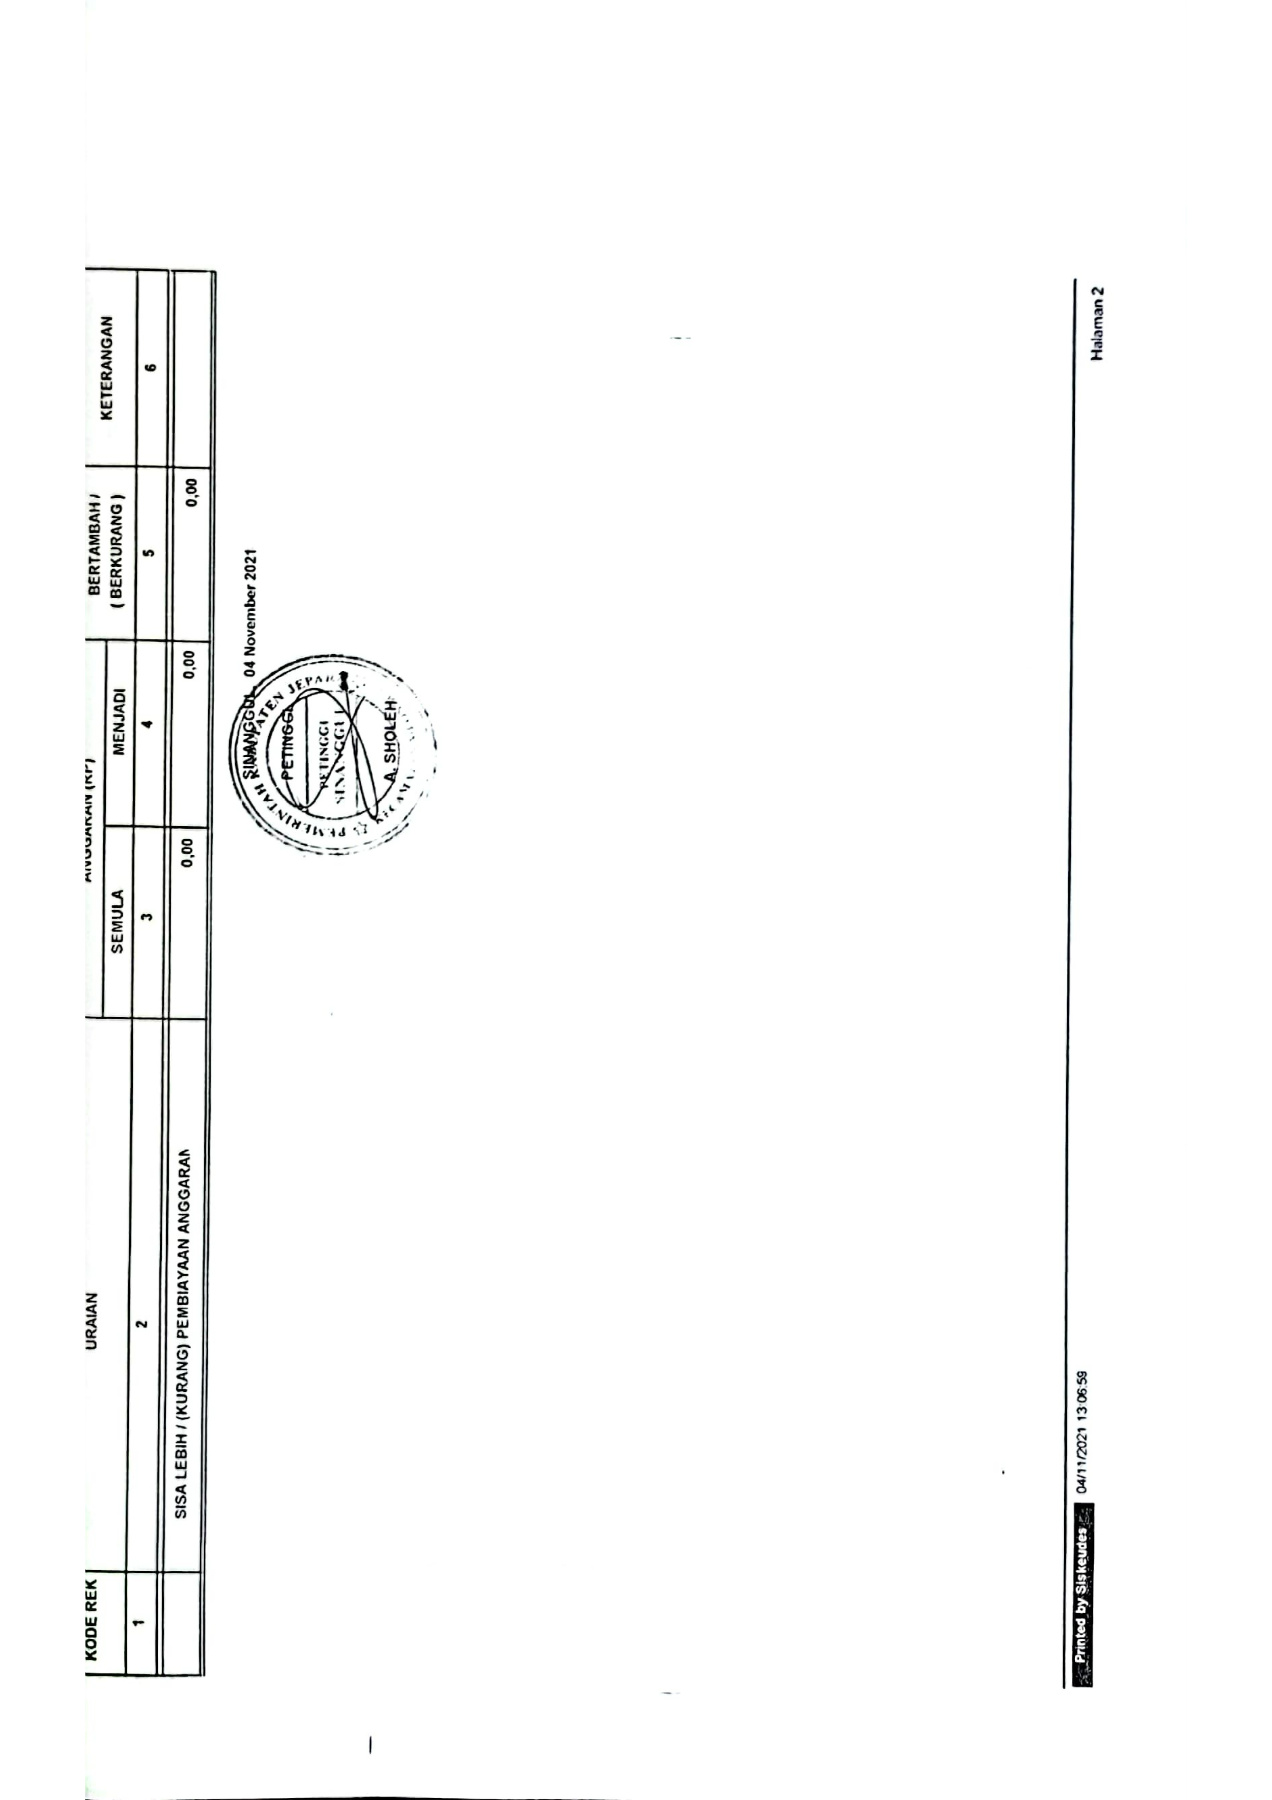 KODE REK URAIAN ANGGARAN (RP) BERTAMBAH / ( BERKURANG ) KETERANGAN
SEMULA MENJADI
1 2 3 4 5 6
SISA LEBIH / (KURANG) PEMBIAYAAN ANGGARAN 0,00 0,00 0,00
SINANGGUL, 04 November 2021
PETINGGI
PEMERINTAH KABUPATEN JEPARA
PETINGGI
SINANGGUL
A. SHOLEH
Printed by Siskeudes 04/11/2021 13:06:59
Halaman 2